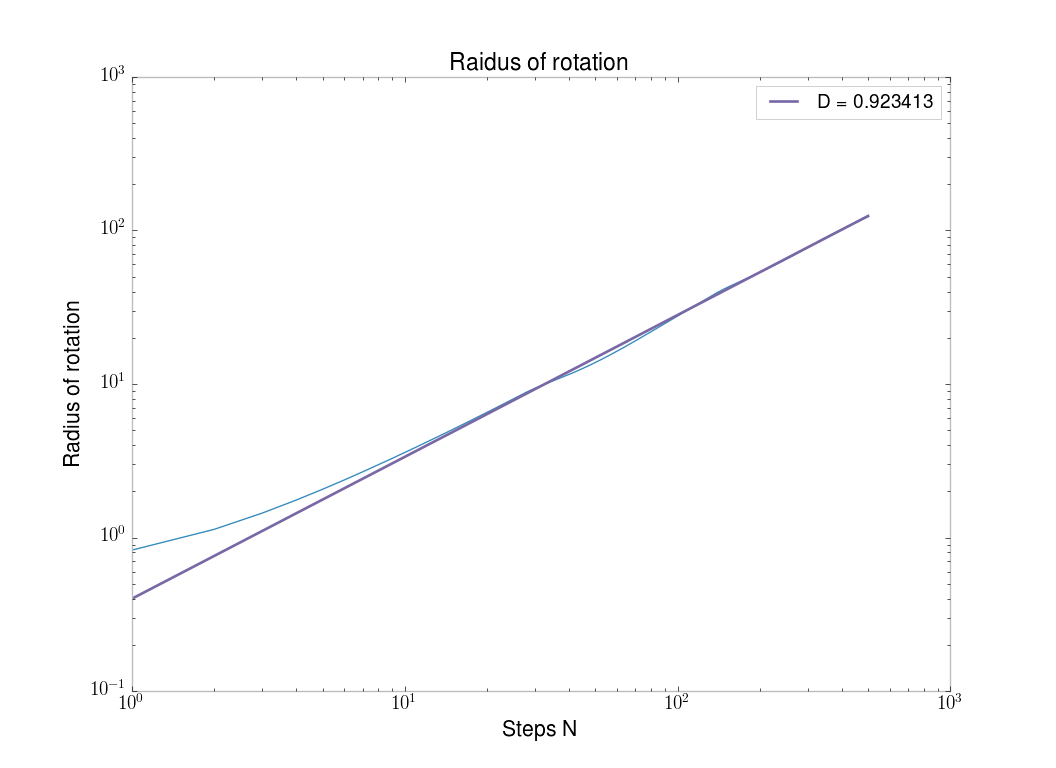 Raidus of rotation
D = 0.923413
10³
10²
10¹
10⁰
10⁻¹
Radius of rotation
10⁰ 10¹ 10² 10³
Steps N